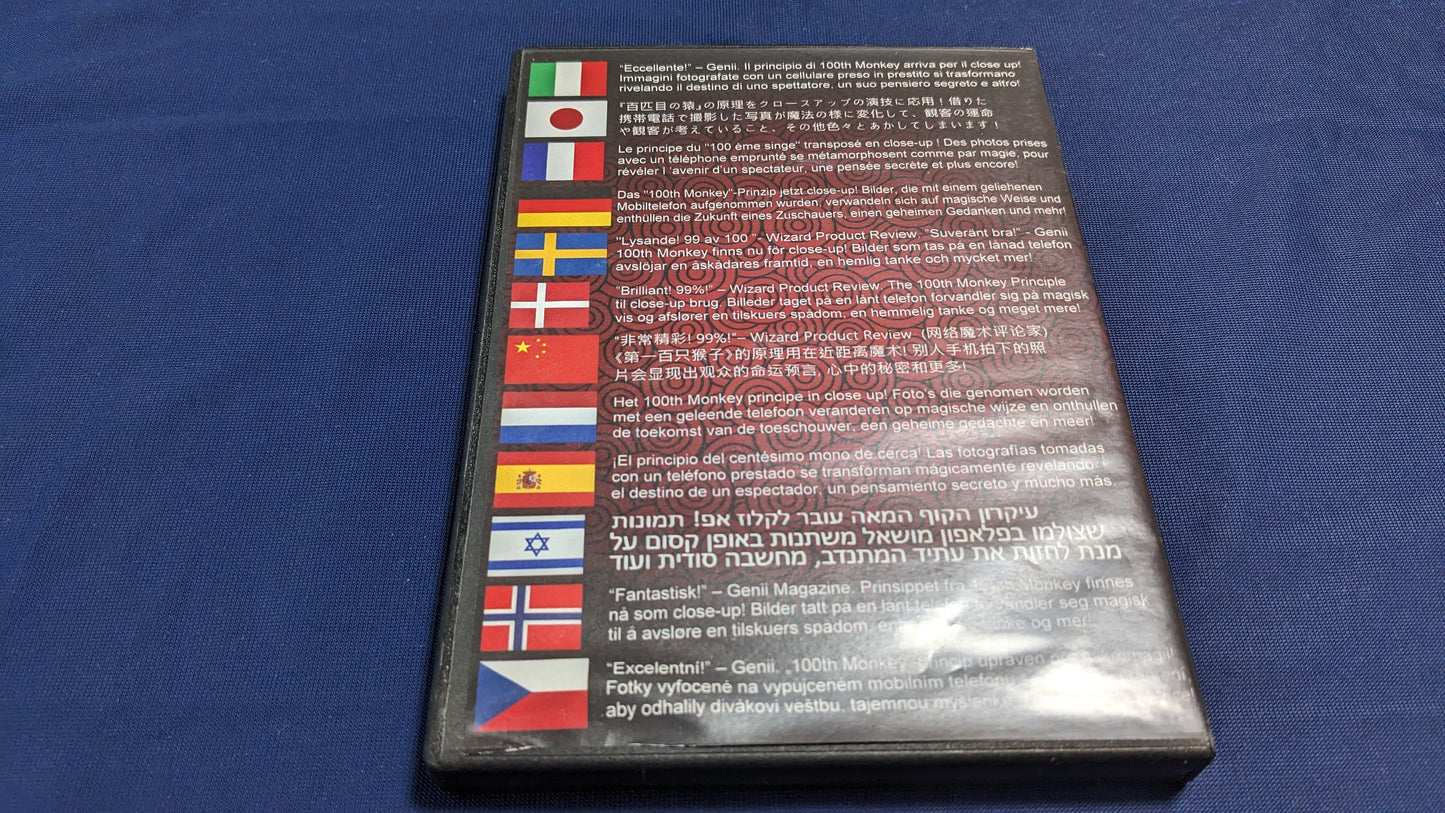 "Eccellente!" – Genii. Il principio di 100th Monkey arriva per il close up!
Immagini fotografate con un cellulare preso in prestito si trasformano
rivelando il destino di uno spettatore, un suo pensiero segreto e altro!
『百匹目の猿』の原理をクロースアップの演技に応用！借りた
携帯電話で撮影した写真が魔法の様に変化して、観客の運命
や観客が考えていること、その他色々とあかしてしまいます！
Le principe du "100 ème singe" transposé en close-up ! Des photos prises
avec un téléphone emprunté se métamorphosent comme par magie, pour
révéler l 'avenir d'un spectateur, une pensée secrète et plus encore!
Das "100th Monkey"-Prinzip jetzt close-up! Bilder, die mit einem geliehenen
Mobiltelefon aufgenommen wurden, verwandeln sich auf magische Weise und
enthüllen die Zukunft eines Zuschauers, einen geheimen Gedanken und mehr!
"Lysande! 99 av 100 "- Wizard Product Review. "Suveränt bra!" - Genii
100th Monkey finns nu för close-up! Bilder som tas på en lånad telefon
avslöjar en åskådares framtid, en hemlig tanke och mycket mer!
"Brilliant! 99%!" – Wizard Product Review. The 100th Monkey Principle
til close-up brug. Billeder taget på en lånt telefon forvandler sig på magisk
vis og afslører en tilskuers spådom, en hemmelig tanke og meget mere!
"非常精彩! 99%!"– Wizard Product Review (网络魔术评论家)
《第一百只猴子》的原理用在近距离魔术! 别人手机拍下的照
片会显现出观众的命运预言, 心中的秘密和更多!
Het 100th Monkey principe in close up! Foto's die genomen worden
met een geleende telefoon veranderen op magische wijze en onthullen
de toekomst van de toeschouwer, een geheime gedachte en meer!
¡El principio del centésimo mono de cerca! Las fotografías tomadas
con un teléfono prestado se transforman mágicamente revelando
el destino de un espectador, un pensamiento secreto y mucho más.
עיקרון הקוף המאה עובר לקלוז אפ! תמונות
שצולמו בפלאפון מושאל משתנות באופן קסום על
מנת לחזות את עתיד המתנדב, מחשבה סודית ועוד
"Fantastisk!" – Genii Magazine. Prinsippet fra Monkey finnes
nå som close-up! Bilder tatt på en lånt forvandler seg magisk
til å avsløre en tilskuers spådom, og mer!
"Excelentní!" – Genii. „100th Monkey" princip upraven
Fotky vyfocené na vypůjceném mobilním telefonu
aby odhalily divákovi veštbu, tajemnou